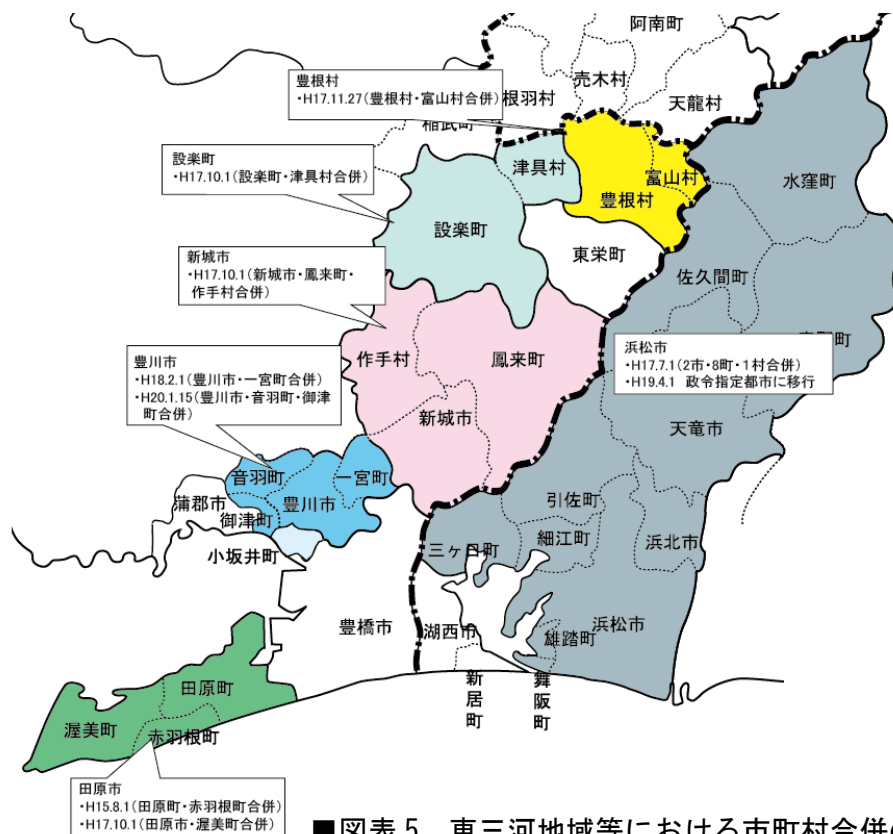 阿南町
豊根村
・H17.11.27(豊根村・富山村合併)
売木村
根羽村
天龍村
稲武町
設楽町
・H17.10.1(設楽町・津具村合併)
津具村
富山村
豊根村
水窪町
設楽町
東栄町
新城市
・H17.10.1(新城市・鳳来町・
作手村合併)
佐久間町
作手村
鳳来町
浜松市
・H17.7.1(2市・8町・1村合併)
・H19.4.1 政令指定都市に移行
町
豊川市
・H18.2.1(豊川市・一宮町合併)
・H20.1.15(豊川市・音羽町・御津
町合併)
新城市
天竜市
音羽町
一宮町
蒲郡市
豊川市
御津町
引佐町
小坂井町
三ヶ日町
細江町
浜北市
豊橋市
湖西市
雄踏町
浜松市
新居町
舞阪町
田原町
渥美町
赤羽根町
田原市
・H15.8.1(田原町・赤羽根町合併)
・H17.10.1(田原市・渥美町合併)
■図表5 東三河地域等における市町村合併